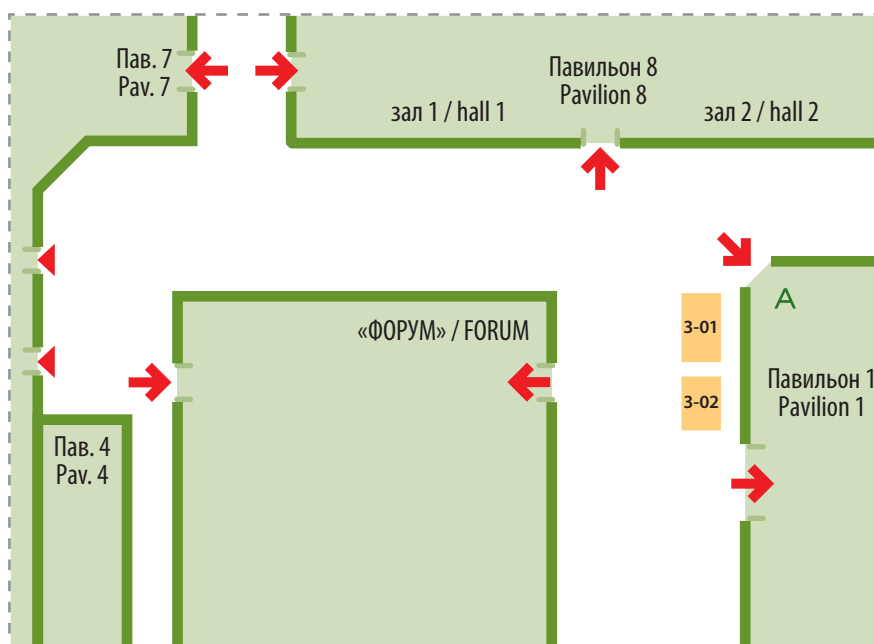 Пав. 7
Pav. 7
Павильон 8
Pavilion 8
зал 1 / hall 1
зал 2 / hall 2
A
«ФОРУМ» / FORUM
3-01
Павильон 1
Pavilion 1
3-02
Пав. 4
Pav. 4